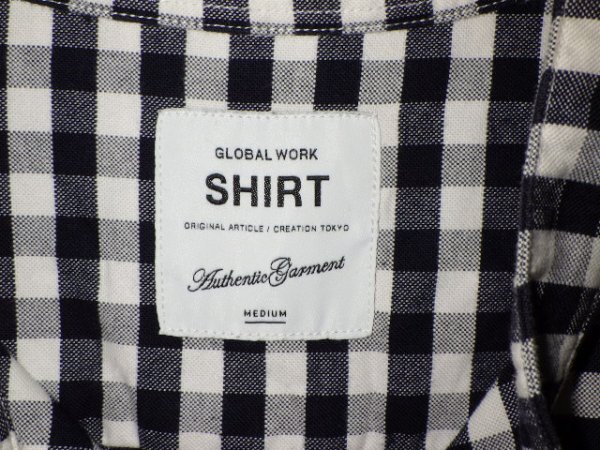 GLOBAL WORK
SHIRT
ORIGINAL ARTICLE / CREATION TOKYO
Authentic Garment
MEDIUM